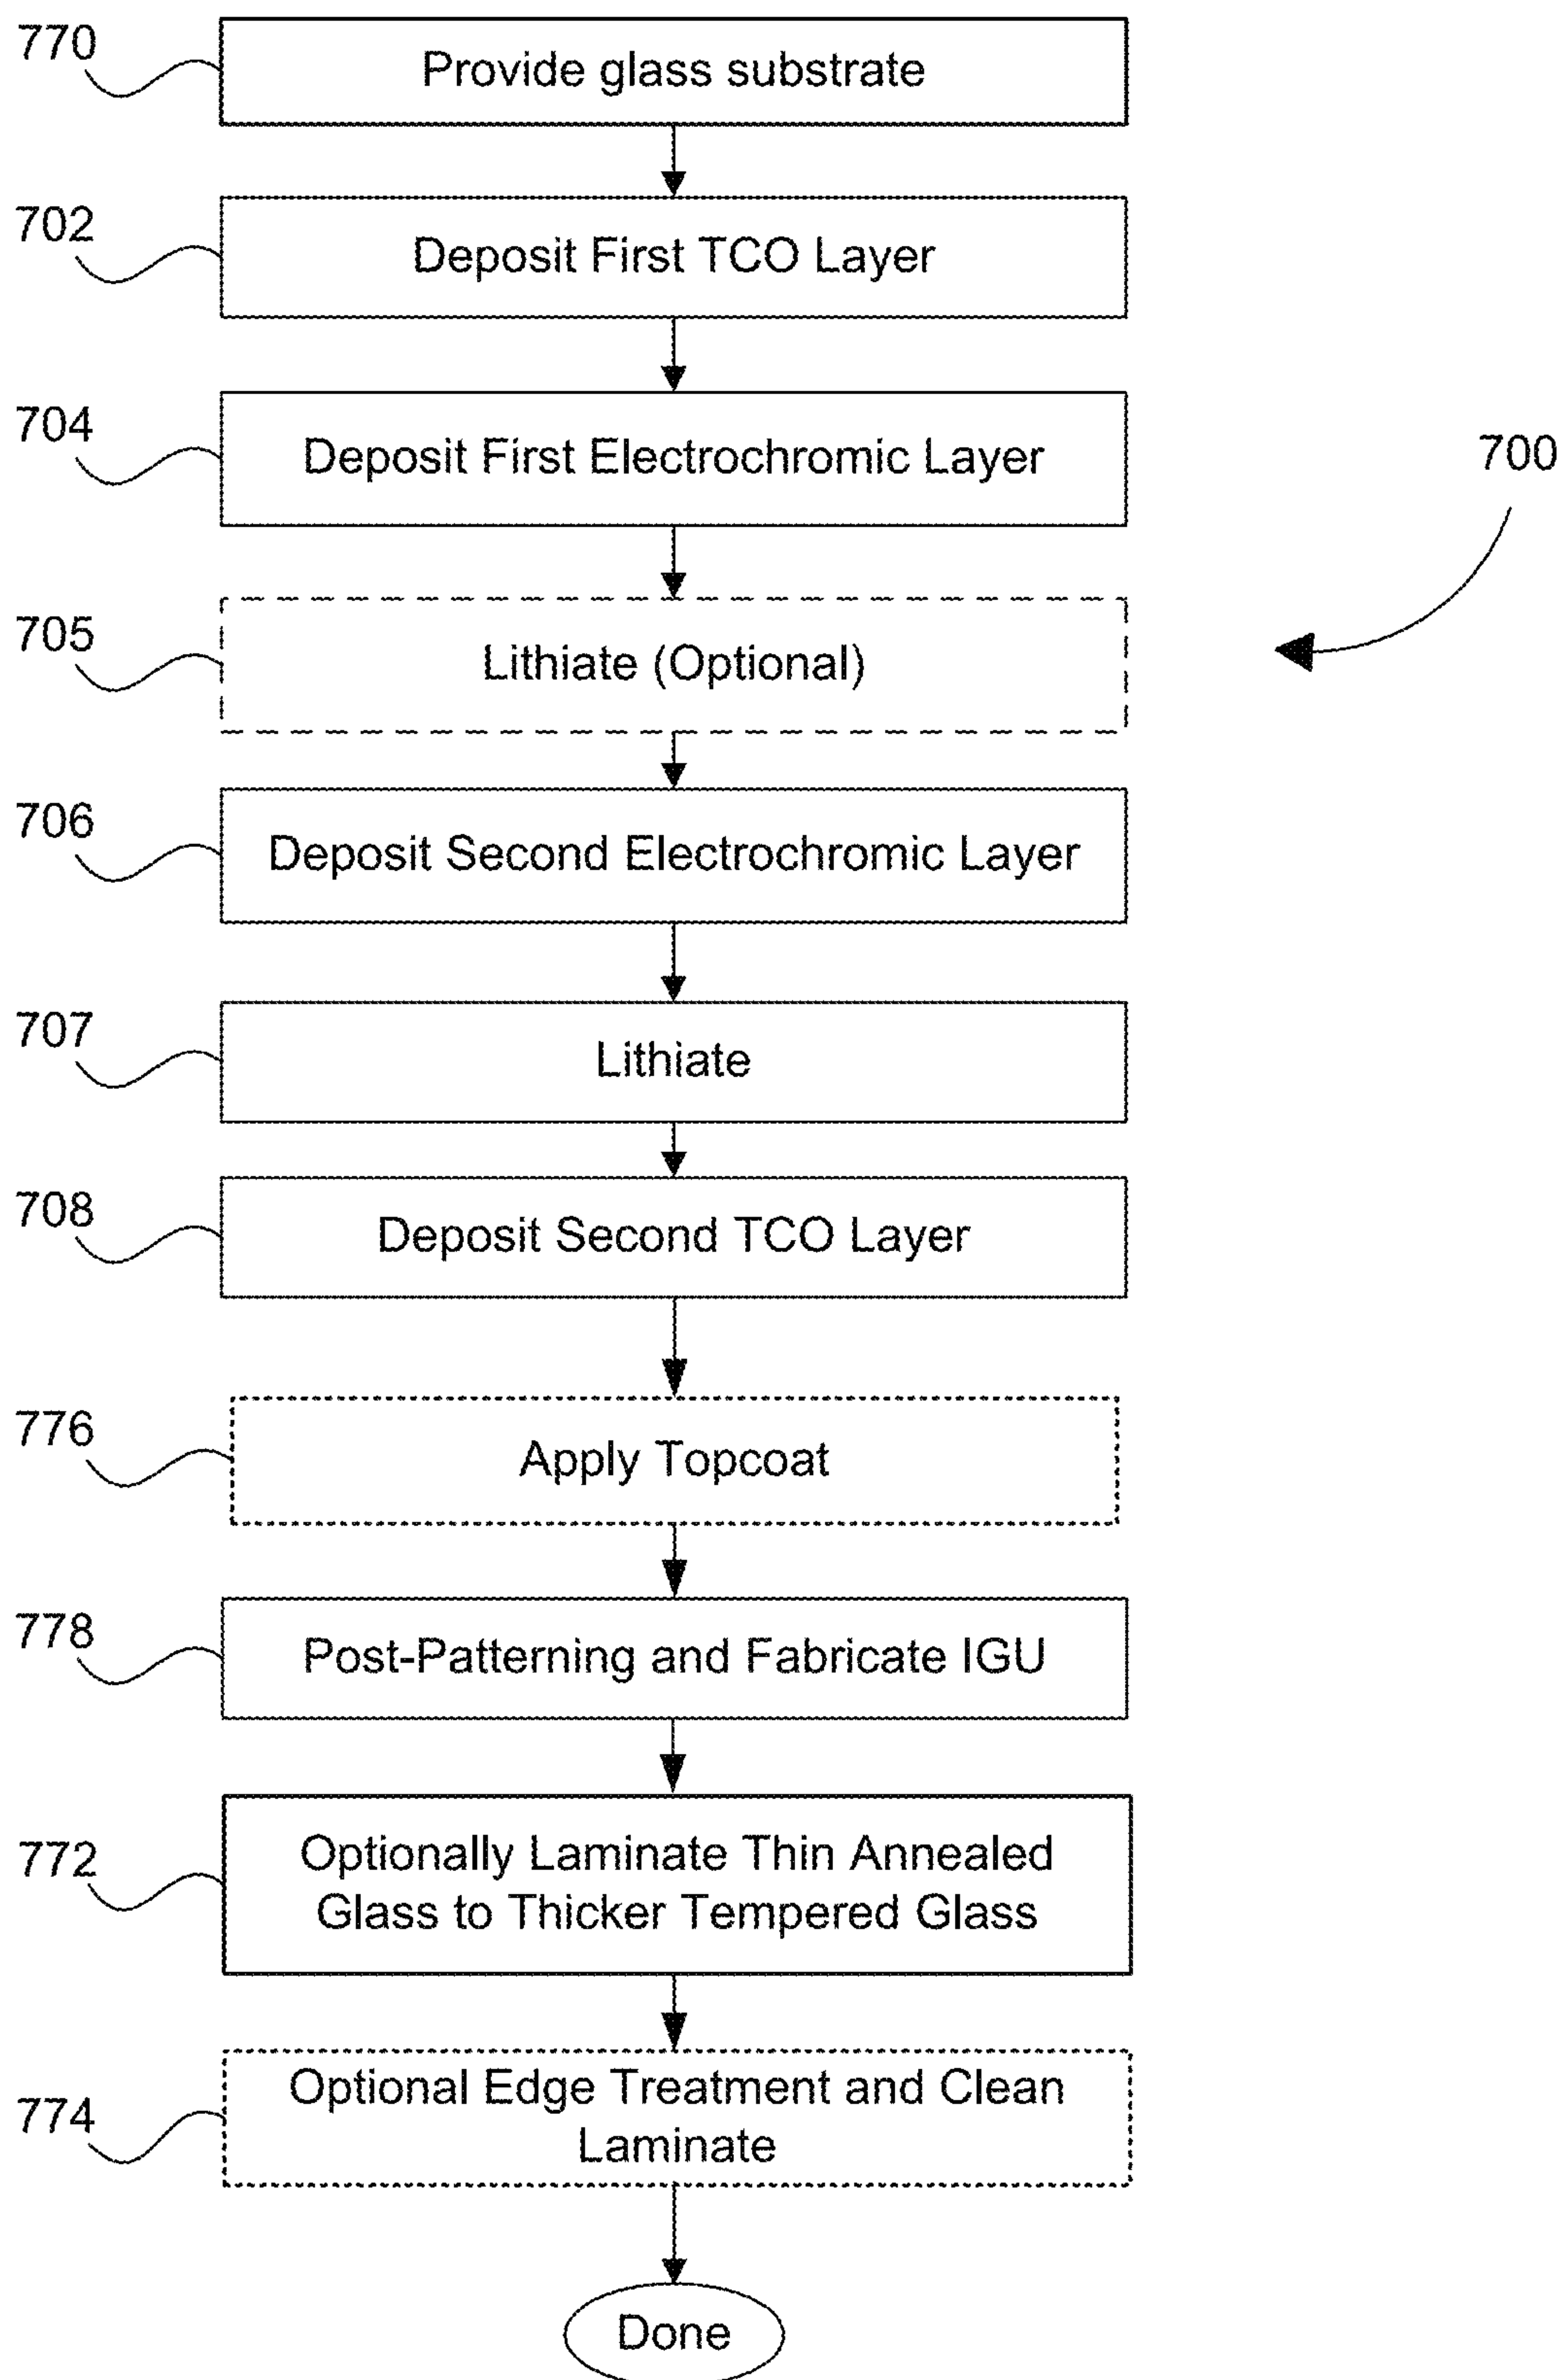 770
Provide glass substrate
702
Deposit First TCO Layer
704
Deposit First Electrochromic Layer
700
705
Lithiate (Optional)
706
Deposit Second Electrochromic Layer
707
Lithiate
708
Deposit Second TCO Layer
776
Apply Topcoat
778
Post-Patterning and Fabricate IGU
772
Optionally Laminate Thin Annealed
Glass to Thicker Tempered Glass
774
Optional Edge Treatment and Clean
Laminate
Done